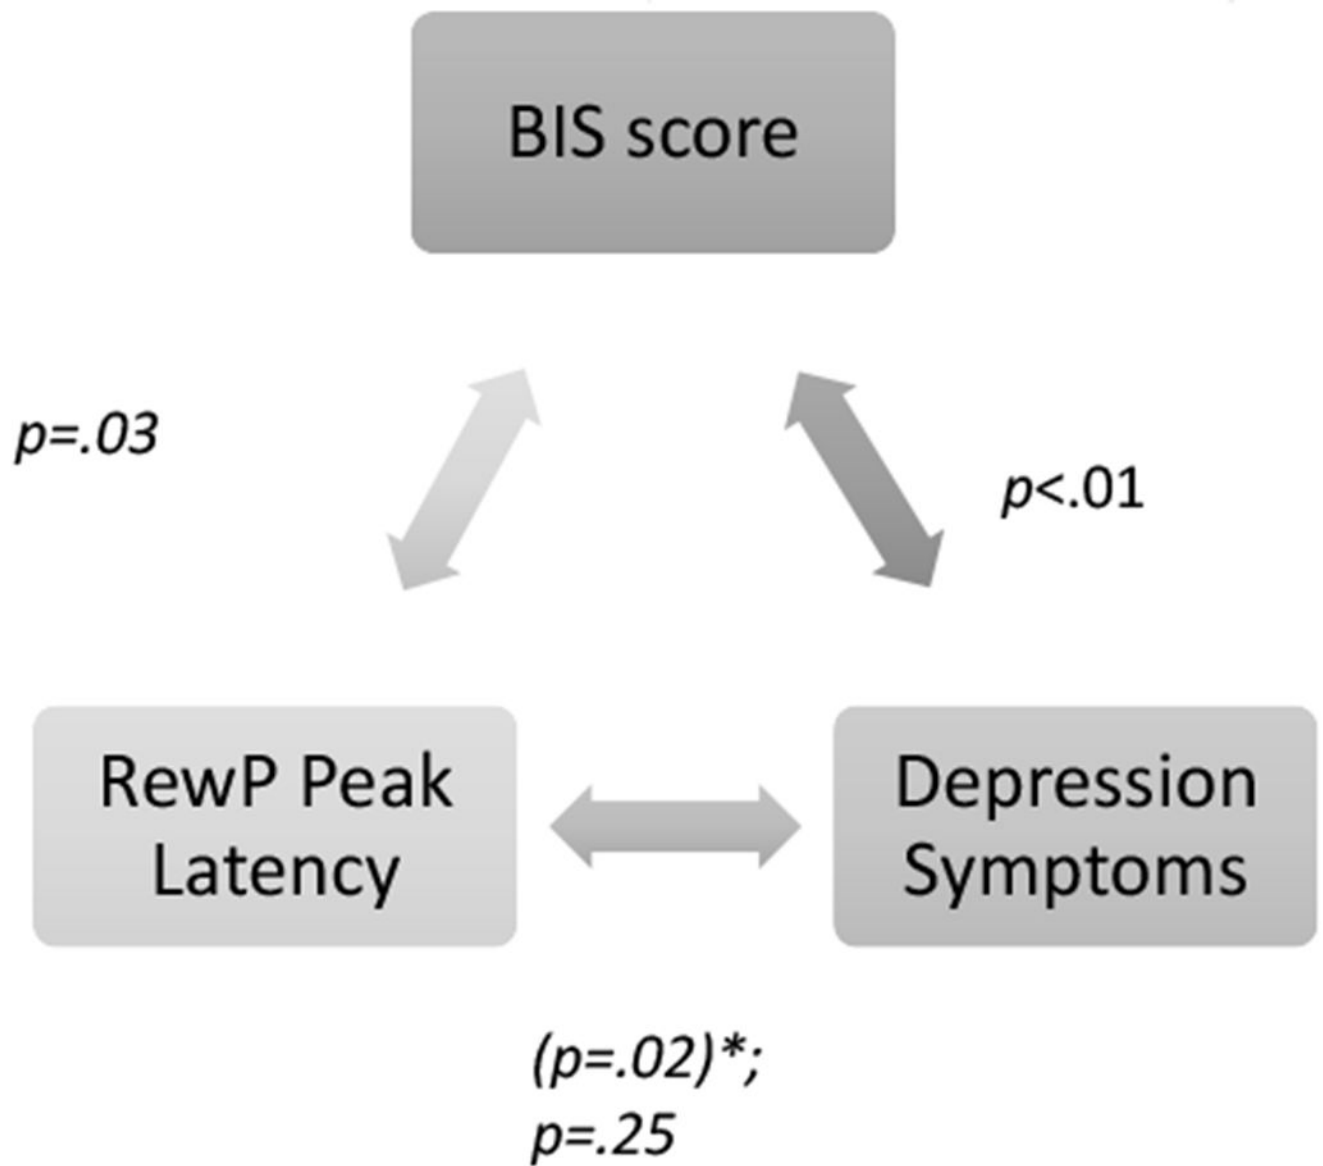 BIS score
p=.03
p<.01
RewP Peak
Latency
Depression
Symptoms
(p=.02)*;
p=.25